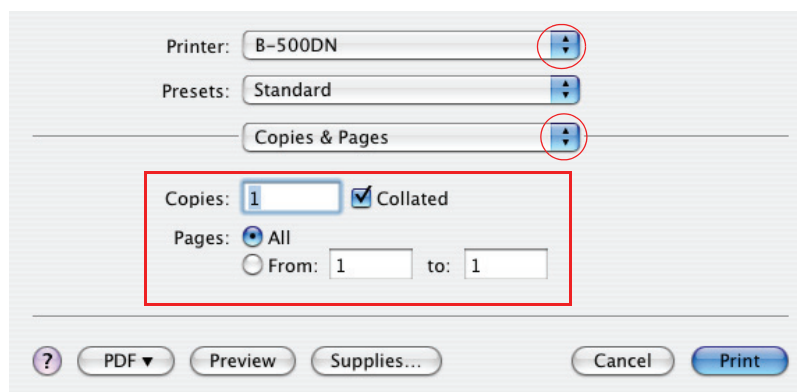 Printer: B-500DN
Presets: Standard
Copies & Pages
Copies: 1 Collated
Pages: All
From: 1 to: 1
? PDF ▼ Preview Supplies... Cancel Print